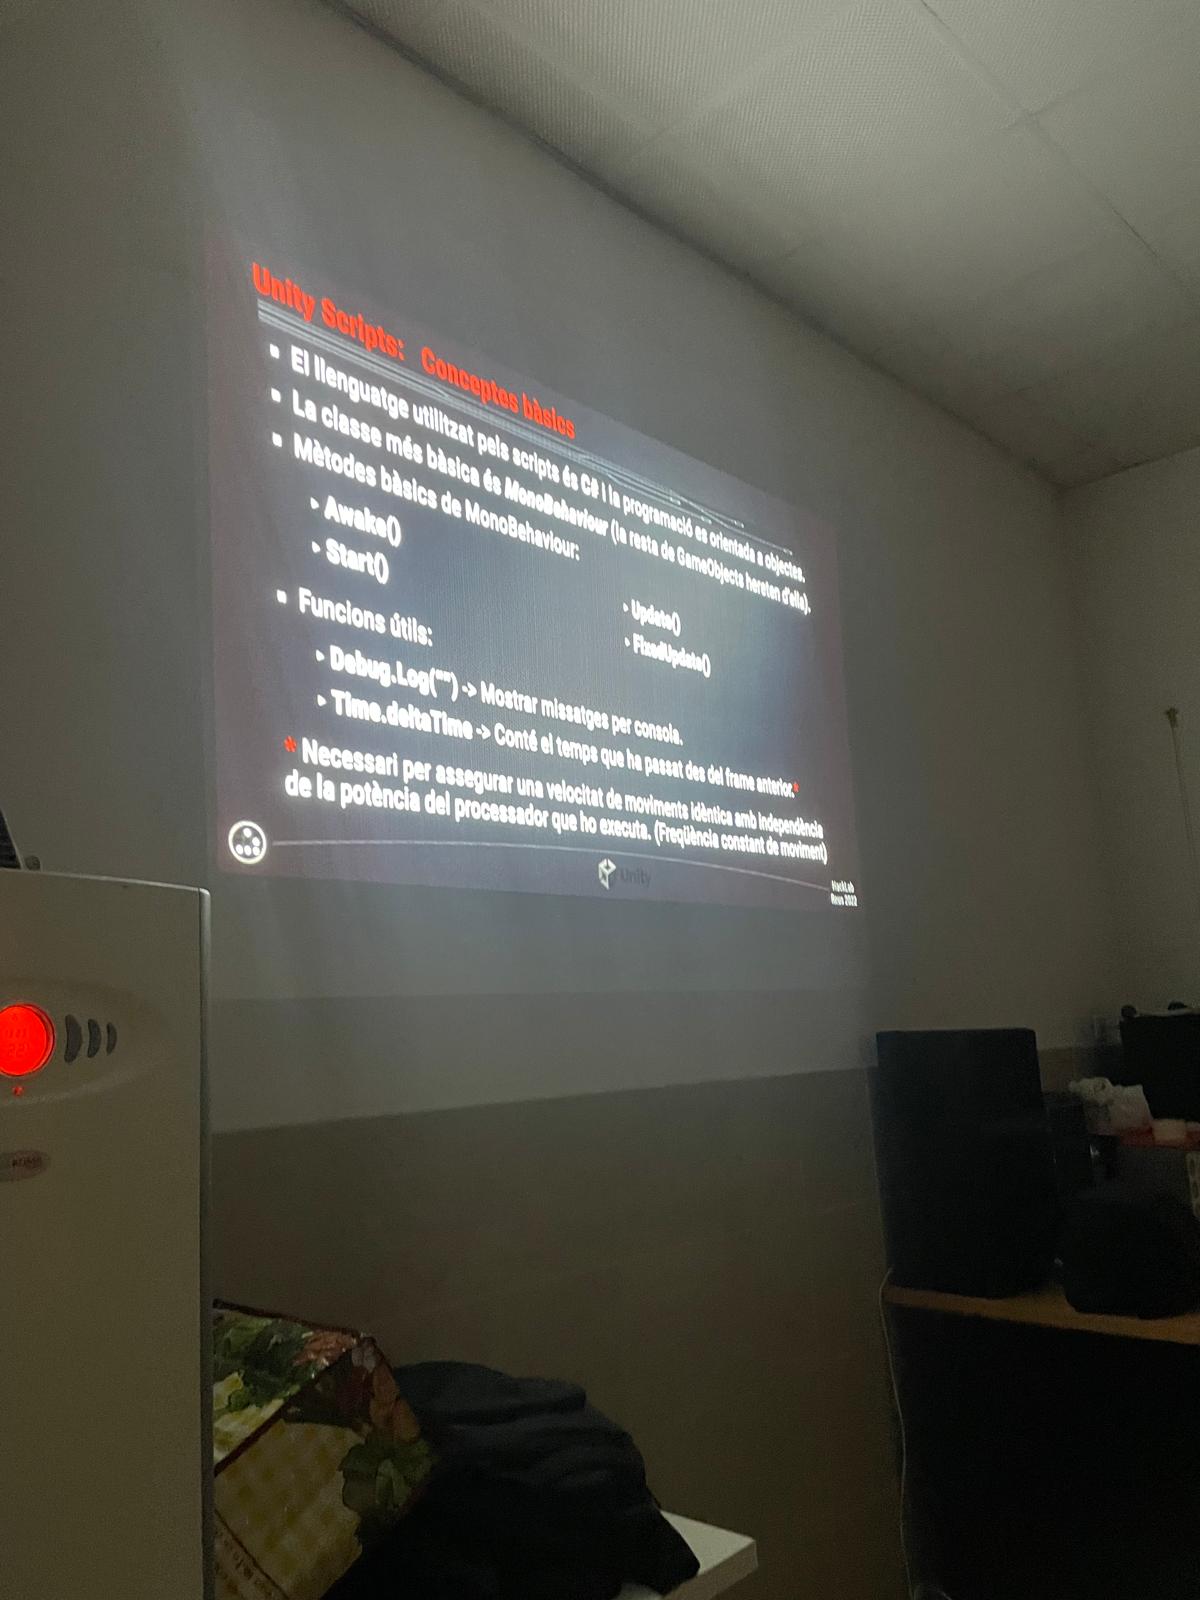 Unity Scripts: Conceptes bàsics
▪ El llenguatge utilitzat pels scripts és C# i la programació es orientada a objectes.
▪ La classe més bàsica és MonoBehaviour (la resta de GameObjects hereten d'ella).
▪ Mètodes bàsics de MonoBehaviour:
▸ Awake()
▸ Start()
▸ Update()
▸ FixedUpdate()
▪ Funcions útils:
▸ Debug.Log("") -> Mostrar missatges per consola.
▸ Time.deltaTime -> Conté el temps que ha passat des del frame anterior.*
* Necessari per assegurar una velocitat de moviments idèntica amb independència
de la potència del processador que ho executa. (Freqüència constant de moviment)
Unity
HackLab
Reus 2022